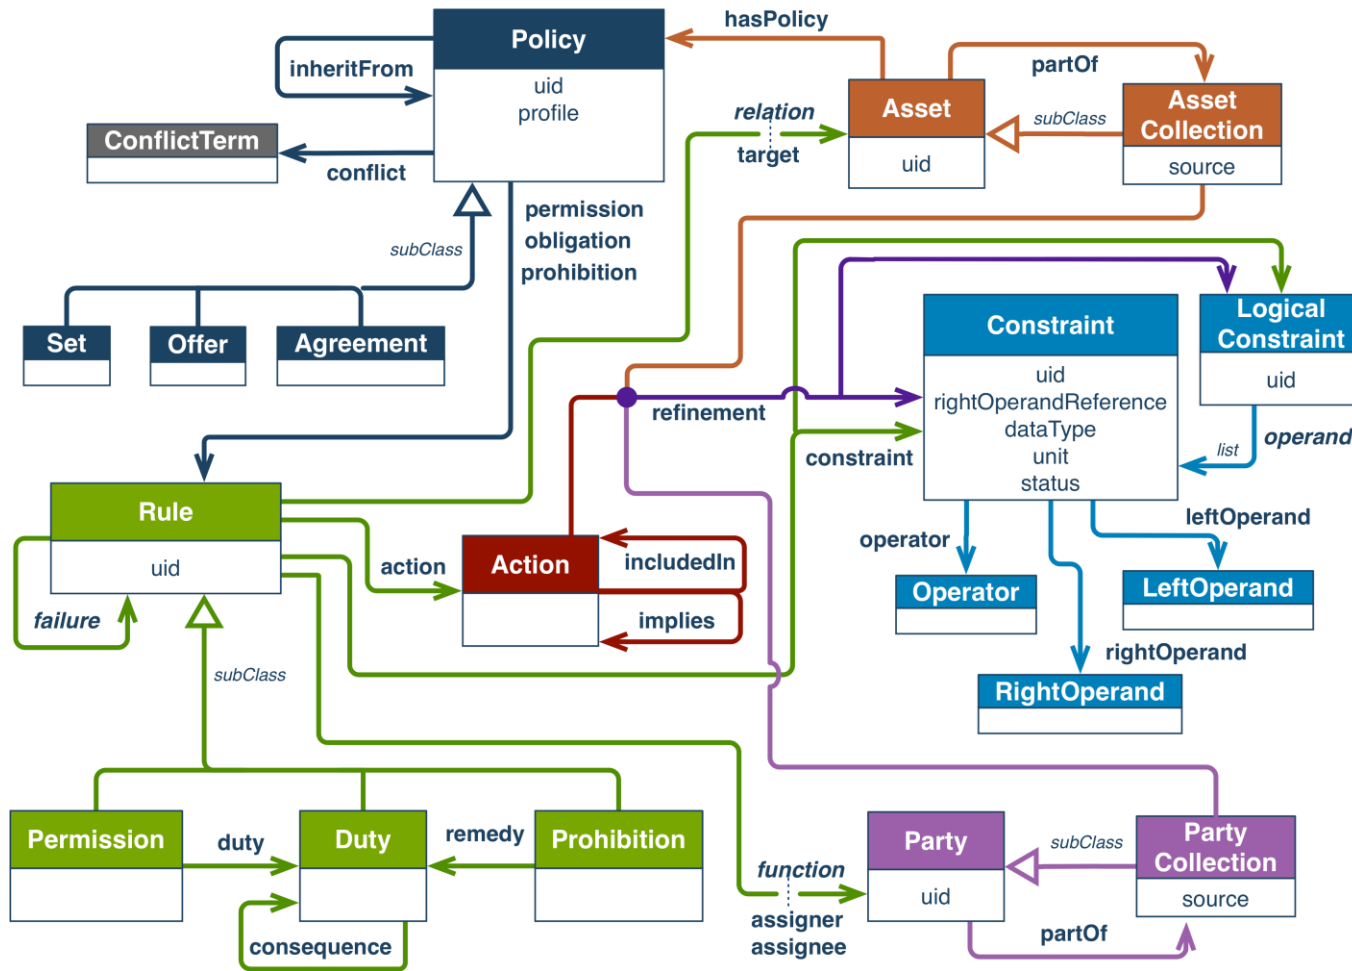 Policy
uid
profile
inheritFrom
hasPolicy
partOf
Asset
uid
Asset
Collection
source
subClass
relation
target
ConflictTerm
conflict
permission
obligation
prohibition
subClass
Set
Offer
Agreement
Constraint
uid
rightOperandReference
dataType
unit
status
Logical
Constraint
uid
refinement
constraint
operand
list
Rule
uid
failure
action
Action
includedIn
implies
operator
leftOperand
Operator
LeftOperand
rightOperand
RightOperand
subClass
Permission
duty
Duty
remedy
Prohibition
consequence
function
assigner
assignee
Party
uid
subClass
Party
Collection
source
partOf